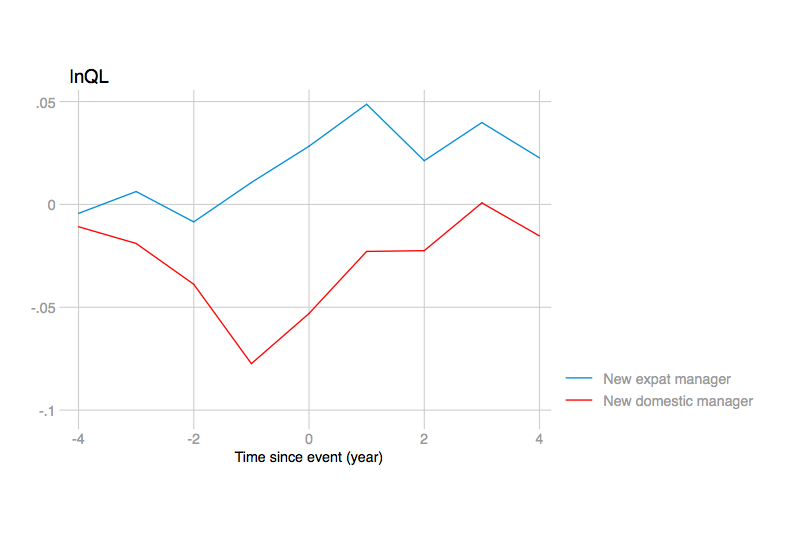 lnQL
.05
0
-.05
-.1
-4 -2 0 2 4
Time since event (year)
New expat manager
New domestic manager